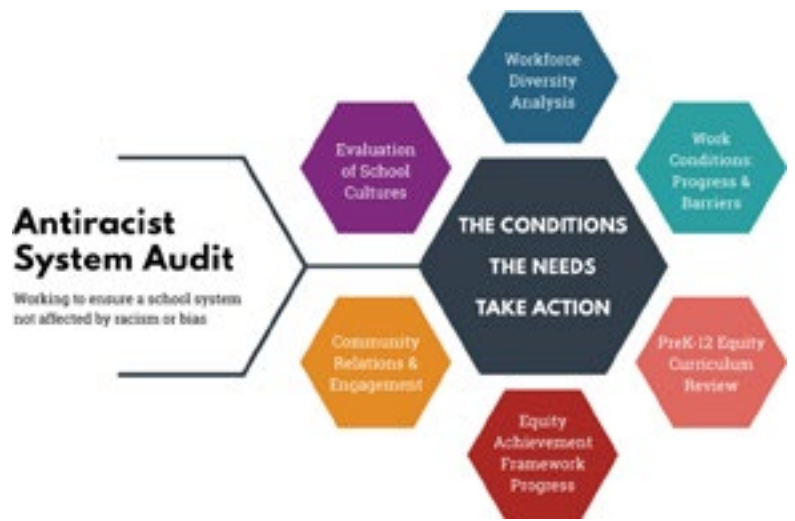 Antiracist
System Audit
Working to ensure a school system
not affected by racism or bias
THE CONDITIONS
THE NEEDS
TAKE ACTION
Workforce
Diversity
Analysis
Work
Conditions:
Progress &
Barriers
PreK-12 Equity
Curriculum
Review
Equity
Achievement
Framework
Progress
Community
Relations &
Engagement
Evaluation
of School
Cultures